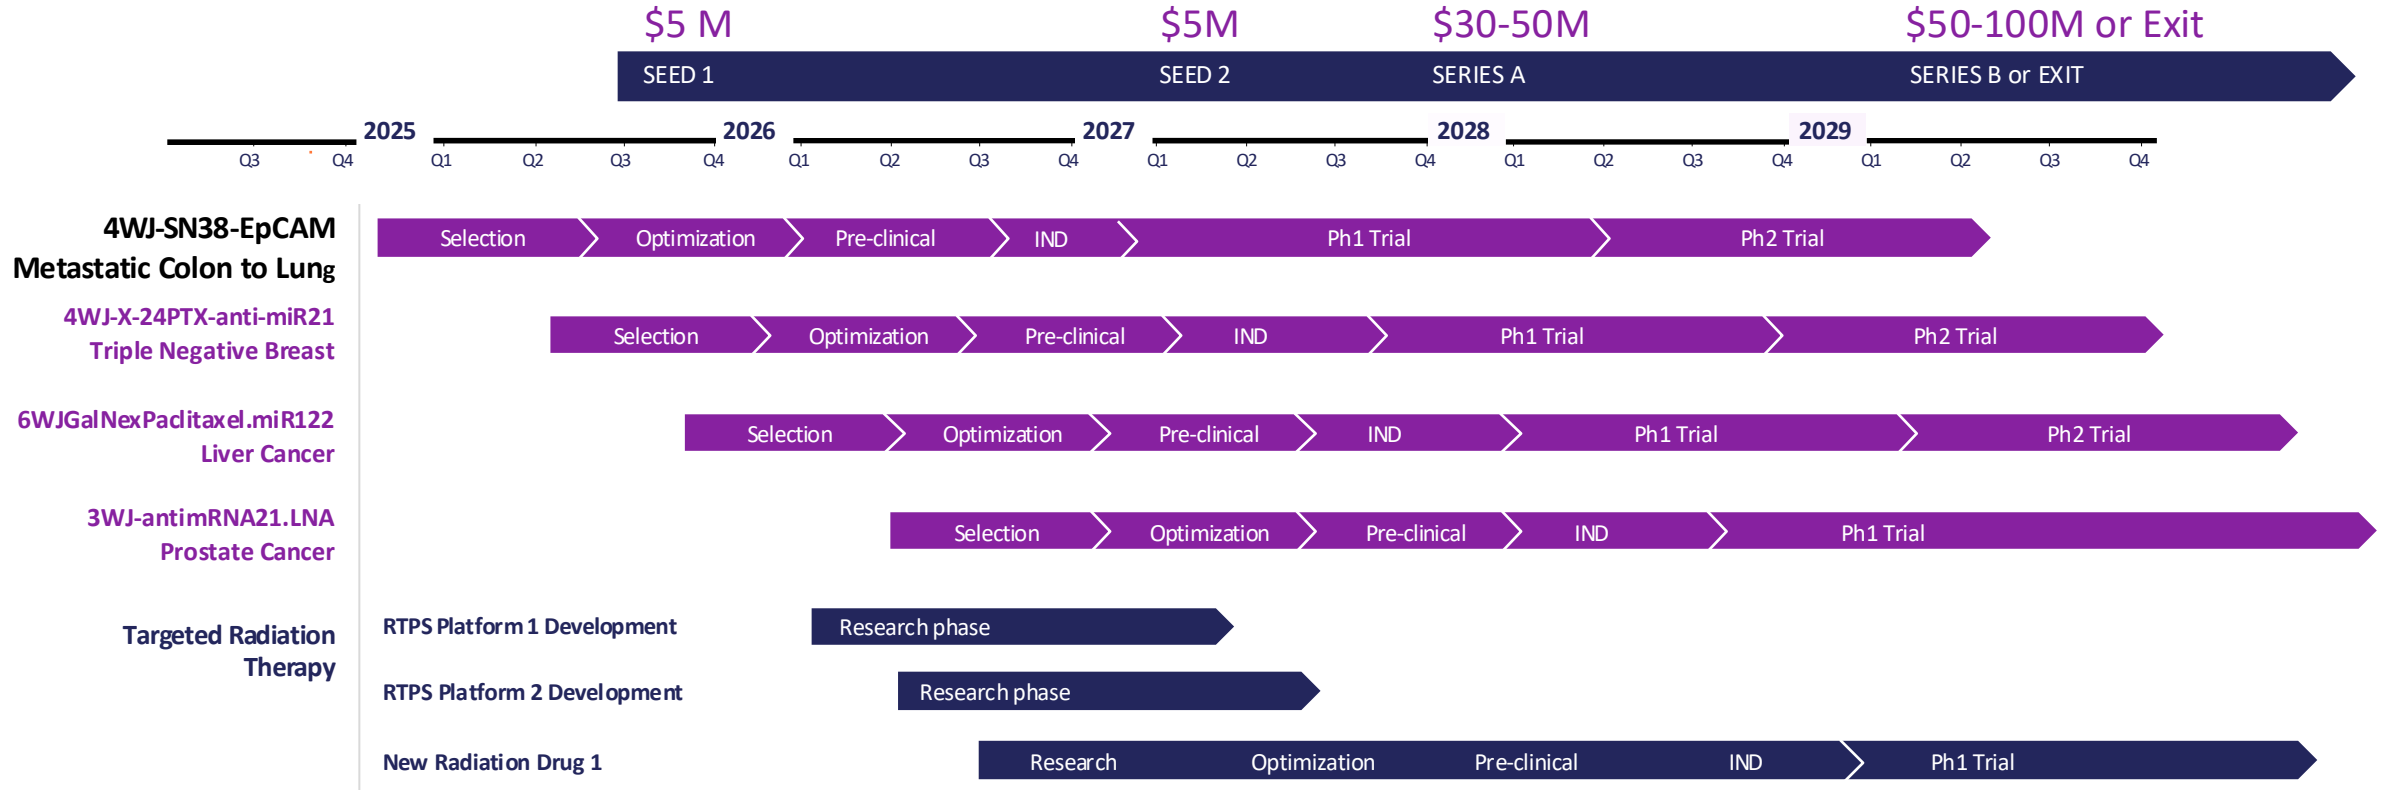 $5 M
$5M
$30-50M
$50-100M or Exit
SEED 1
SEED 2
SERIES A
SERIES B or EXIT
2025
2026
2027
2028
2029
Q3
Q4
Q1
Q2
Q3
Q4
Q1
Q2
Q3
Q4
Q1
Q2
Q3
Q4
Q1
Q2
Q3
Q4
Q1
Q2
Q3
Q4
4WJ-SN38-EpCAM
Metastatic Colon to Lung
Selection
Optimization
Pre-clinical
IND
Ph1 Trial
Ph2 Trial
4WJ-X-24PTX-anti-miR21
Triple Negative Breast
Selection
Optimization
Pre-clinical
IND
Ph1 Trial
Ph2 Trial
6WJGalNexPaclitaxel.miR122
Liver Cancer
Selection
Optimization
Pre-clinical
IND
Ph1 Trial
Ph2 Trial
3WJ-antimRNA21.LNA
Prostate Cancer
Selection
Optimization
Pre-clinical
IND
Ph1 Trial
Targeted Radiation
Therapy
RTPS Platform 1 Development
Research phase
RTPS Platform 2 Development
Research phase
New Radiation Drug 1
Research
Optimization
Pre-clinical
IND
Ph1 Trial